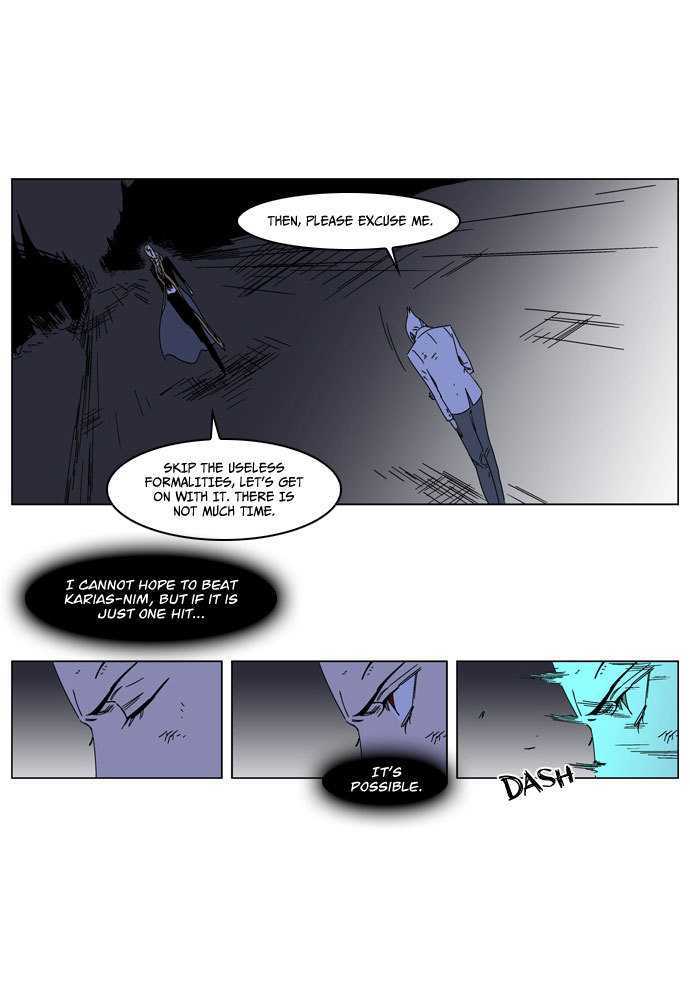 THEN, PLEASE EXCUSE ME.
SKIP THE USELESS
FORMALITIES, LET'S GET
ON WITH IT. THERE IS
NOT MUCH TIME.
I CANNOT HOPE TO BEAT
KARIAS-NIM, BUT IF IT IS
JUST ONE HIT...
IT'S
POSSIBLE.
DASH